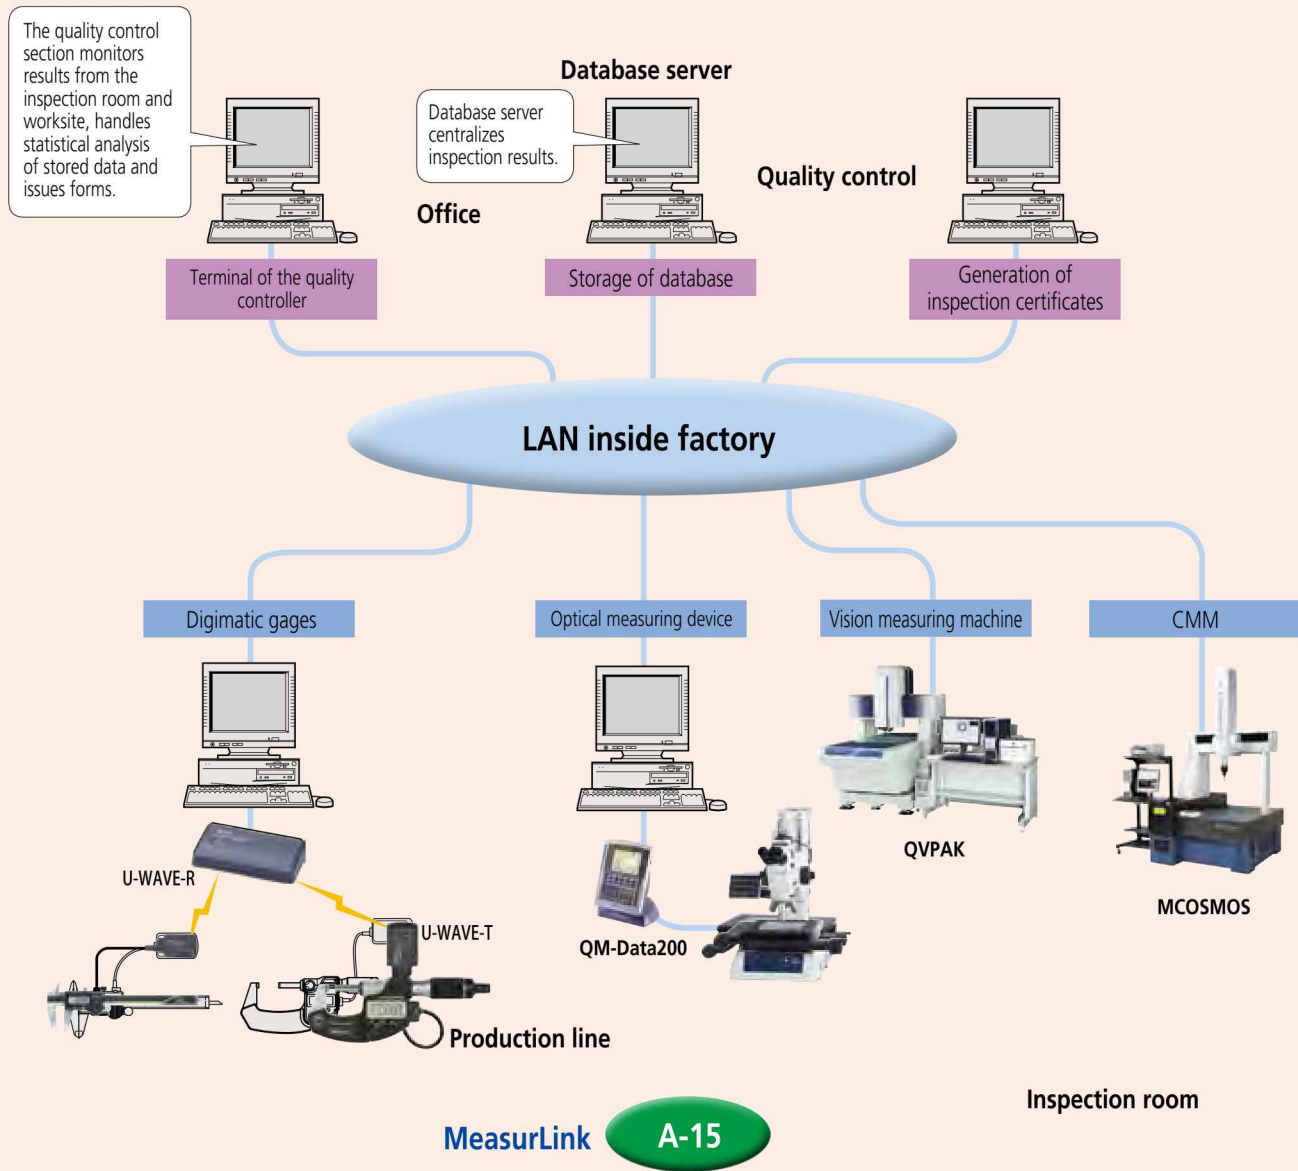 The quality control
section monitors
results from the
inspection room and
worksite, handles
statistical analysis
of stored data and
issues forms.
Database server
Database server
centralizes
inspection results.
Quality control
Office
Terminal of the quality
controller
Storage of database
Generation of
inspection certificates
LAN inside factory
Digimatic gages
Optical measuring device
Vision measuring machine
CMM
U-WAVE-R
U-WAVE-T
QM-Data200
QVPAK
MCOSMOS
Production line
Inspection room
MeasurLink
A-15